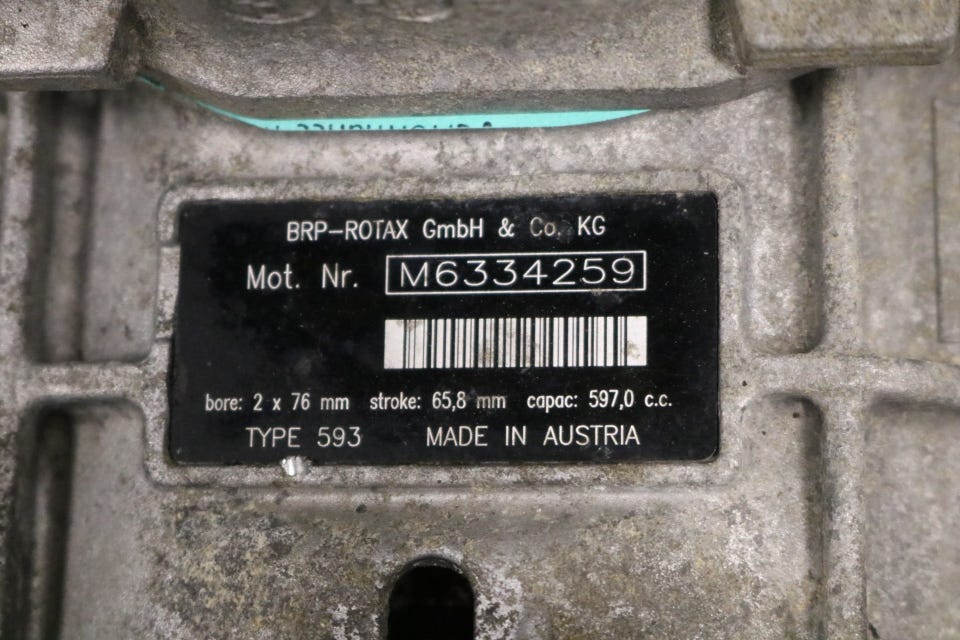 BRP-ROTAX GmbH & Co. KG
Mot. Nr. M6334259
bore: 2 x 76 mm stroke: 65,8 mm capac: 597,0 c.c.
TYPE 593 MADE IN AUSTRIA